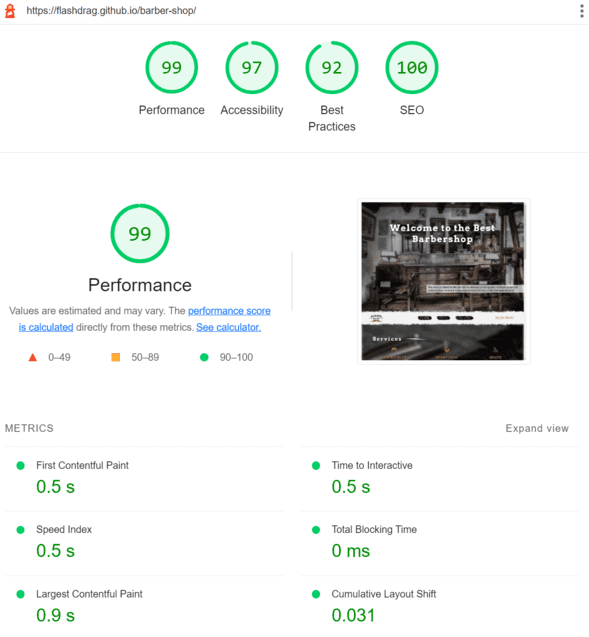 https://flashdrag.github.io/barber-shop/
99
97
92
100
Performance
Accessibility
Best
Practices
SEO
99
Performance
Values are estimated and may vary. The performance score
is calculated directly from these metrics. See calculator.
0–49
50–89
90–100
Welcome to the Best
Barbershop
Services
METRICS
Expand view
First Contentful Paint
0.5 s
Time to Interactive
0.5 s
Speed Index
0.5 s
Total Blocking Time
0 ms
Largest Contentful Paint
0.9 s
Cumulative Layout Shift
0.031